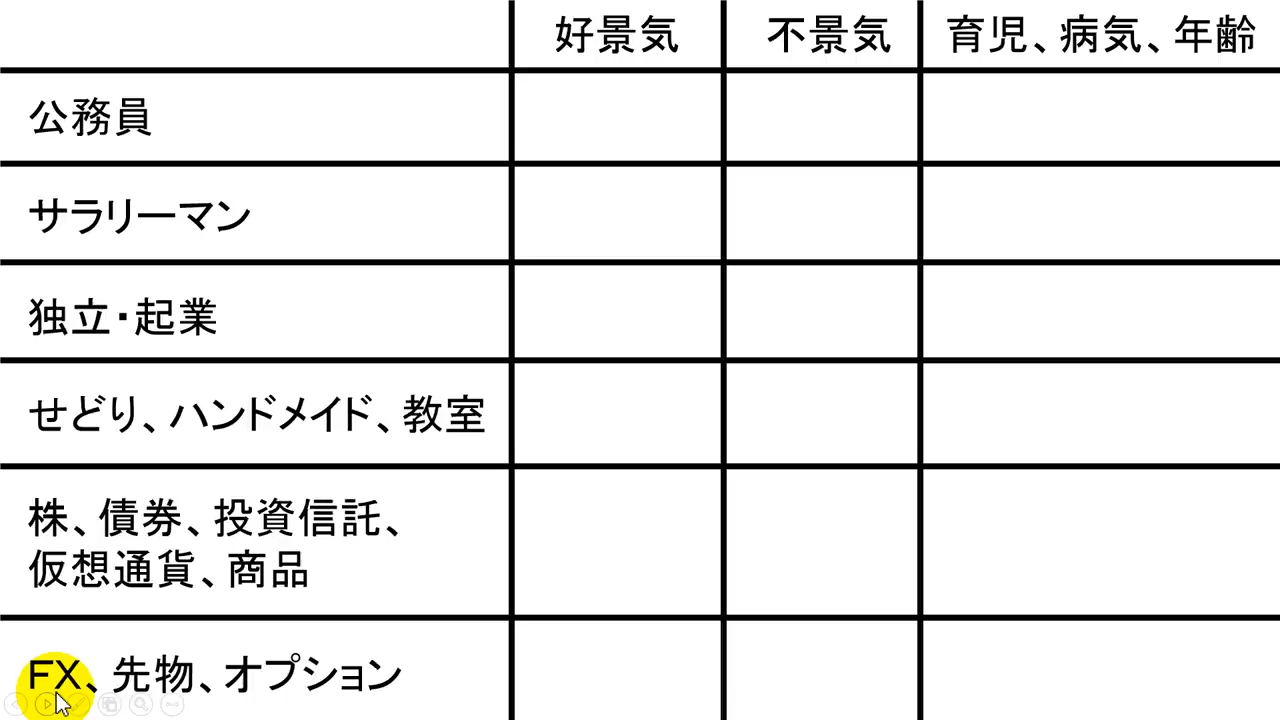 好景気 不景気 育児、病気、年齢
公務員
サラリーマン
独立・起業
せどり、ハンドメイド、教室
株、債券、投資信託、
仮想通貨、商品
FX、先物、オプション